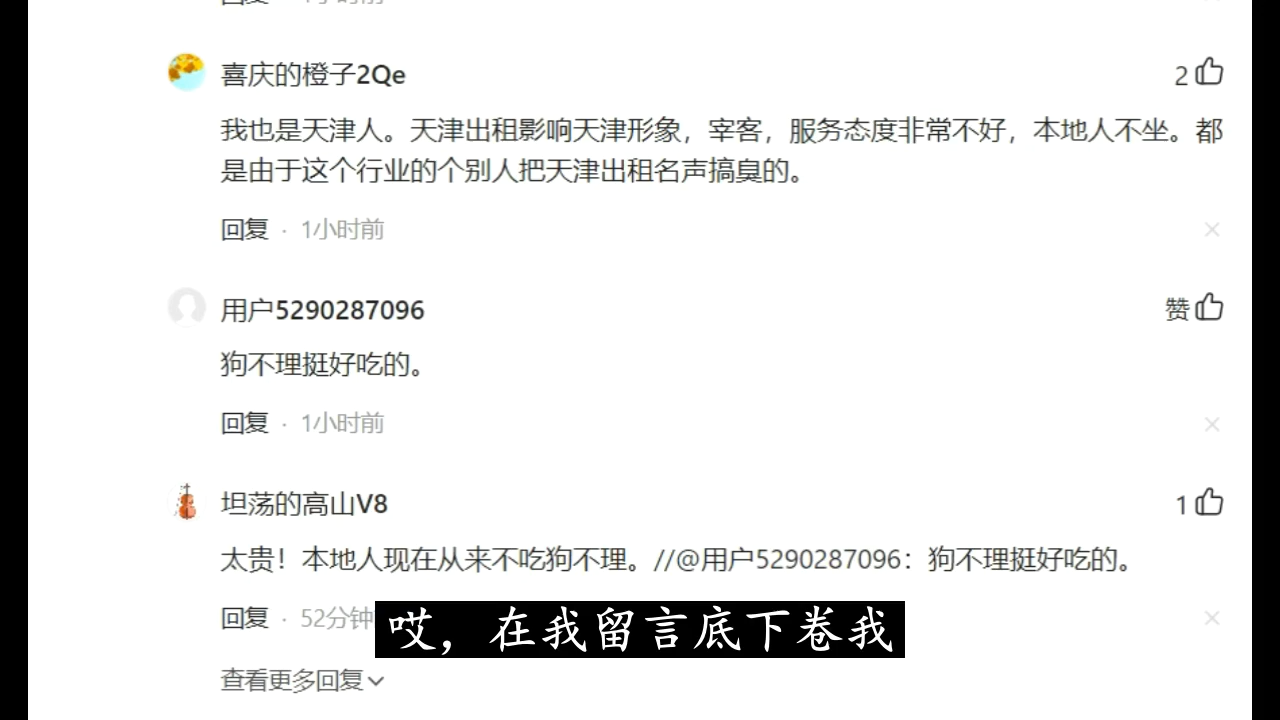 喜庆的橙子2Qe
2
我也是天津人。天津出租影响天津形象，宰客，服务态度非常不好，本地人不坐。都
是由于这个行业的个别人把天津出租名声搞臭的。
回复 · 1小时前
用户5290287096
赞
狗不理挺好吃的。
回复 · 1小时前
坦荡的高山V8
1
太贵！本地人现在从来不吃狗不理。//@用户5290287096：狗不理挺好吃的。
回复 · 52分钟
哎，在我留言底下卷我
查看更多回复